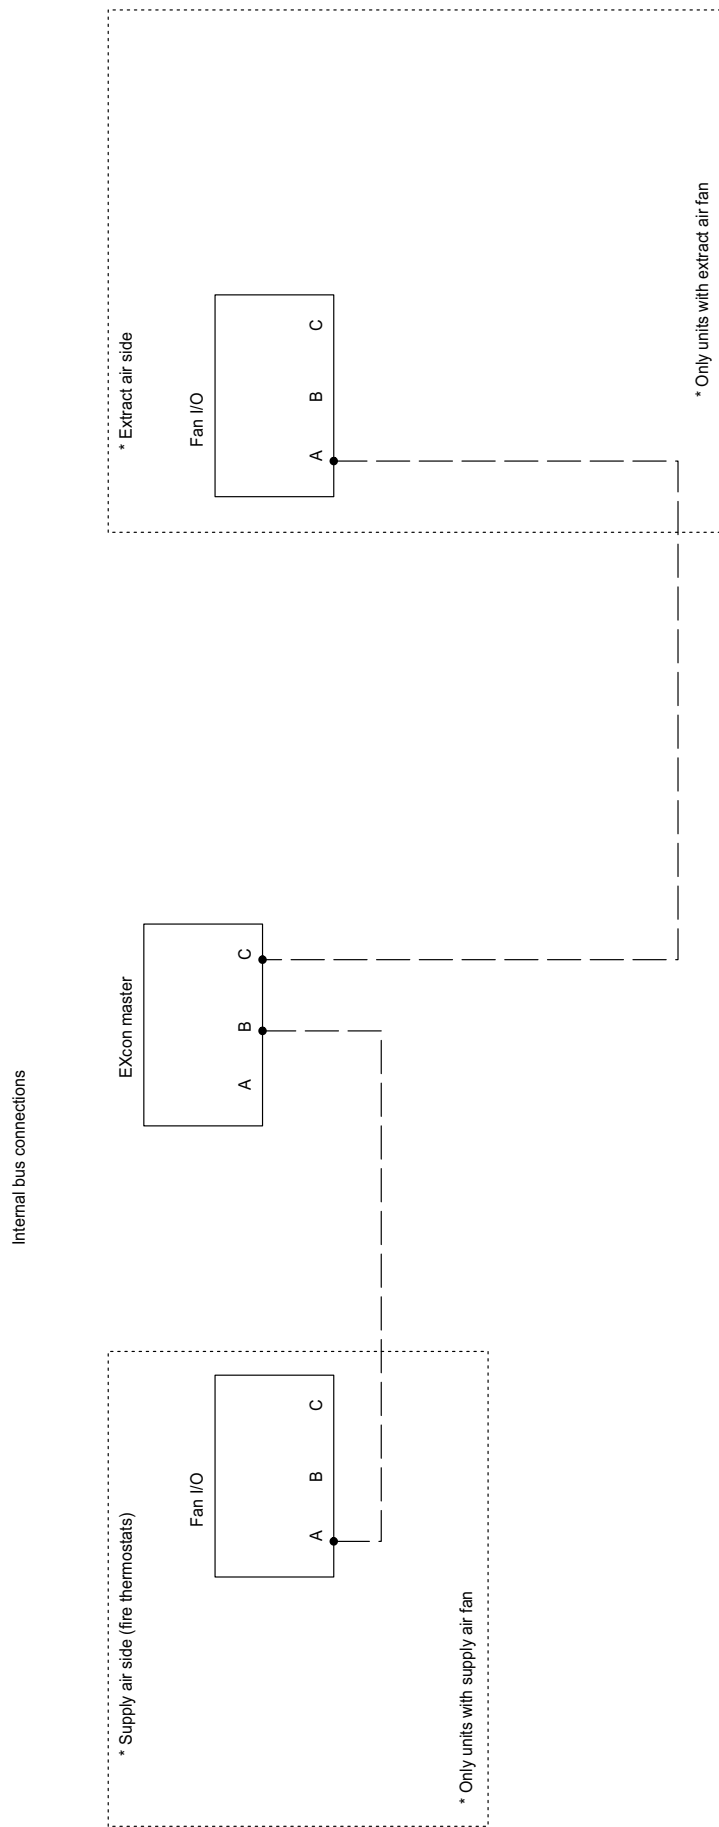 Internal bus connections
* Supply air side (fire thermostats)
Fan I/O
A B C
* Only units with supply air fan
EXcon master
A B C
* Extract air side
Fan I/O
A B C
* Only units with extract air fan